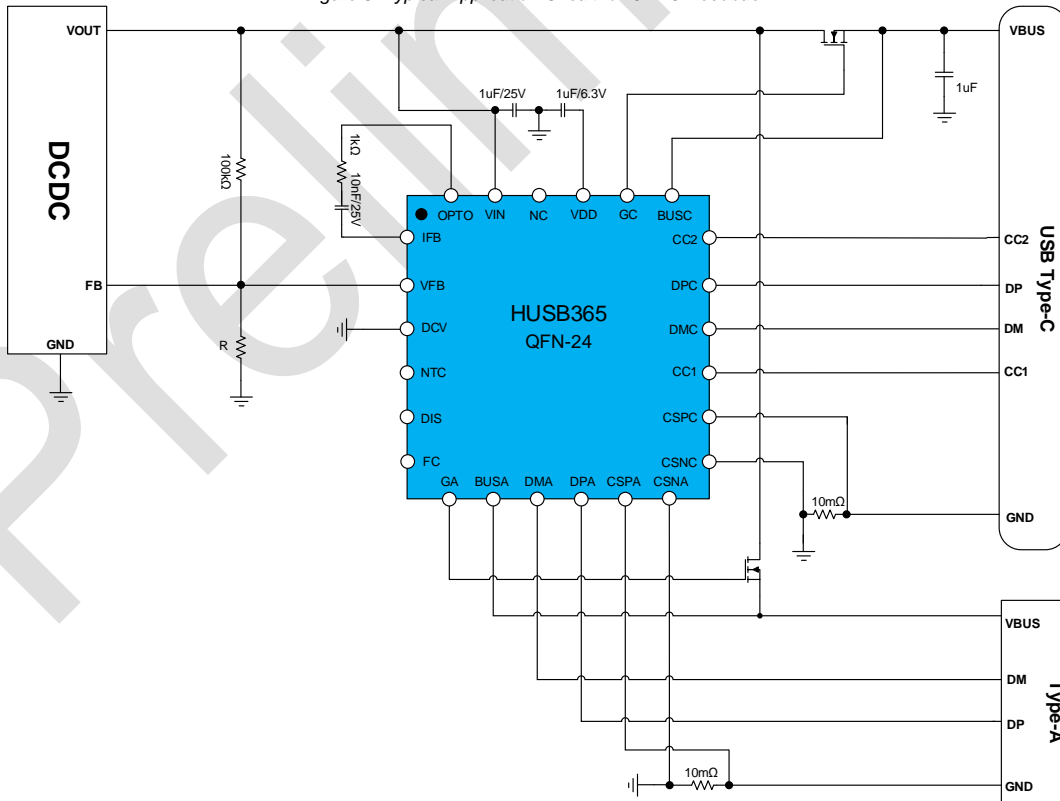 VOUT
VBUS
1uF/25V
1uF/6.3V
1uF
DCDC
100kΩ
1kΩ
10nF/25V
OPTO
VIN
NC
VDD
GC
BUSC
IFB
CC2
CC2
USB Type-C
FB
VFB
DPC
DP
HUSB365
QFN-24
DCV
DMC
DM
GND
R
NTC
CC1
CC1
DIS
CSPC
FC
CSNC
GA
BUSA
DMA
DPA
CSPA
CSNA
10mΩ
GND
VBUS
DM
Type-A
DP
10mΩ
GND